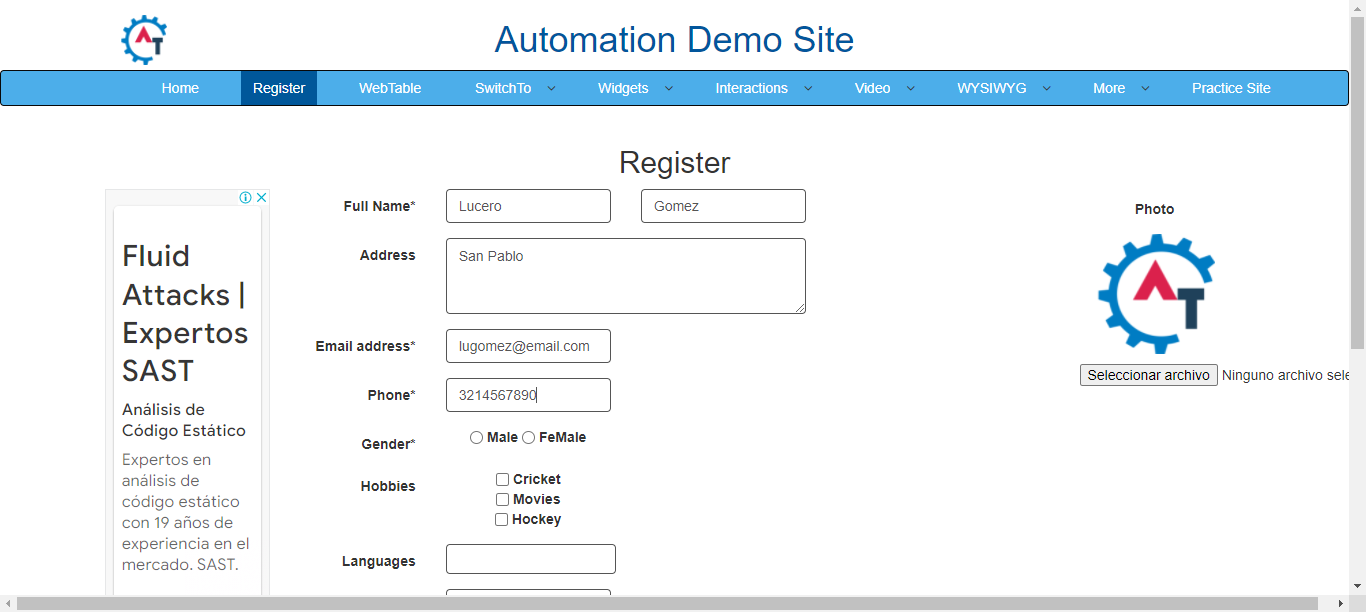 AT
Automation Demo Site
Home Register WebTable SwitchTo Widgets Interactions Video WYSIWYG More Practice Site
Register
Fluid
Attacks |
Expertos
SAST
Análisis de
Código Estático
Expertos en
análisis de
código estático
con 19 años de
experiencia en el
mercado. SAST.
Full Name* Lucero Gomez
Address San Pablo
Email address* lugomez@email.com
Phone* 3214567890
Gender* Male FeMale
Hobbies Cricket
Movies
Hockey
Languages
Photo
AT
Seleccionar archivo Ninguno archivo sele